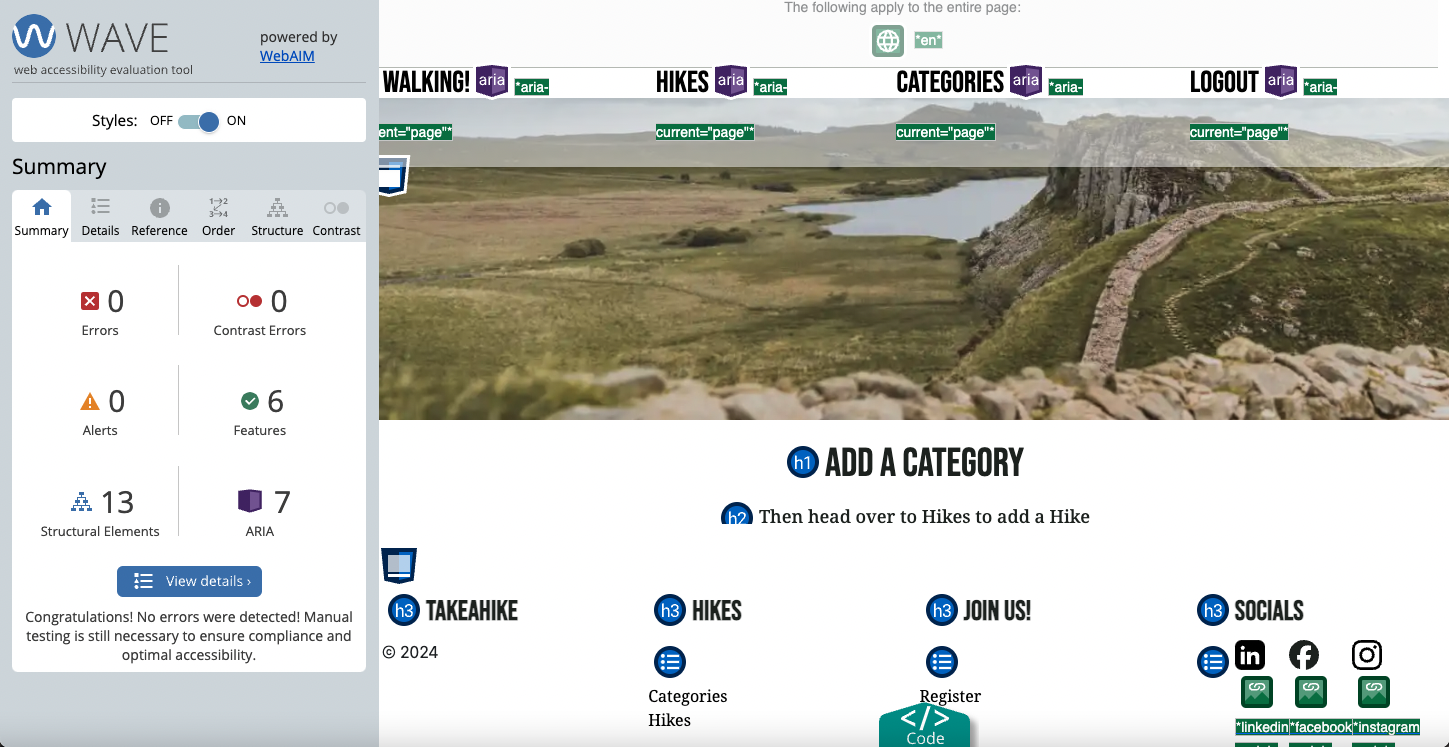 WAVE
powered by
WebAIM
web accessibility evaluation tool
Styles: OFF ON
Summary
Summary Details Reference Order Structure Contrast
0 Errors
0 Contrast Errors
0 Alerts
6 Features
13 Structural Elements
7 ARIA
View details ›
Congratulations! No errors were detected! Manual
testing is still necessary to ensure compliance and
optimal accessibility.
The following apply to the entire page:
*en*
WALKING! aria *aria- HIKES aria *aria- CATEGORIES aria *aria- LOGOUT aria *aria-
ent="page"* current="page"* current="page"* current="page"*
h1 ADD A CATEGORY
h2 Then head over to Hikes to add a Hike
h3 TAKEAHIKE
© 2024
h3 HIKES
Categories
Hikes
h3 JOIN US!
Register
</>
Code
h3 SOCIALS
in
*linkedin *facebook *instagram